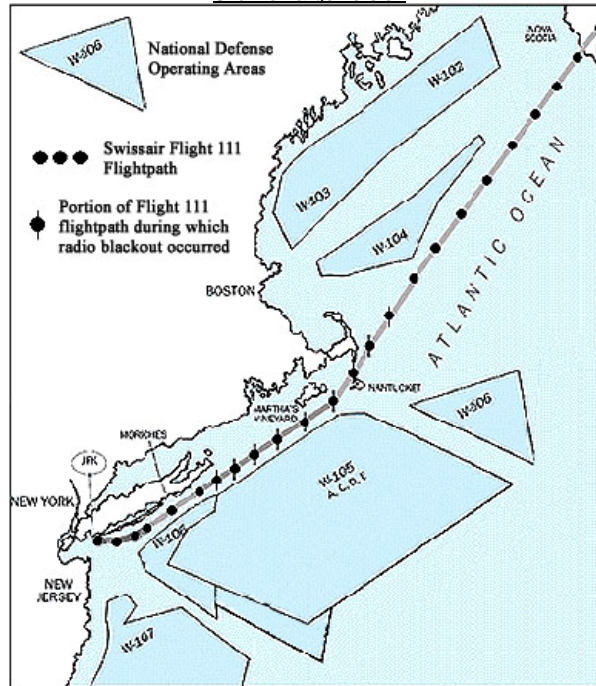 W-106
National Defense
Operating Areas
Swissair Flight 111
Flightpath
Portion of Flight 111
flightpath during which
radio blackout occurred
NOVA
SCOTIA
W-102
W-103
W-104
BOSTON
ATLANTIC OCEAN
NANTUCKET
MARTHA'S
VINEYARD
W-106
MORICHES
JFK
NEW YORK
W-105
A, C, D, E
W-106
NEW
JERSEY
W-107